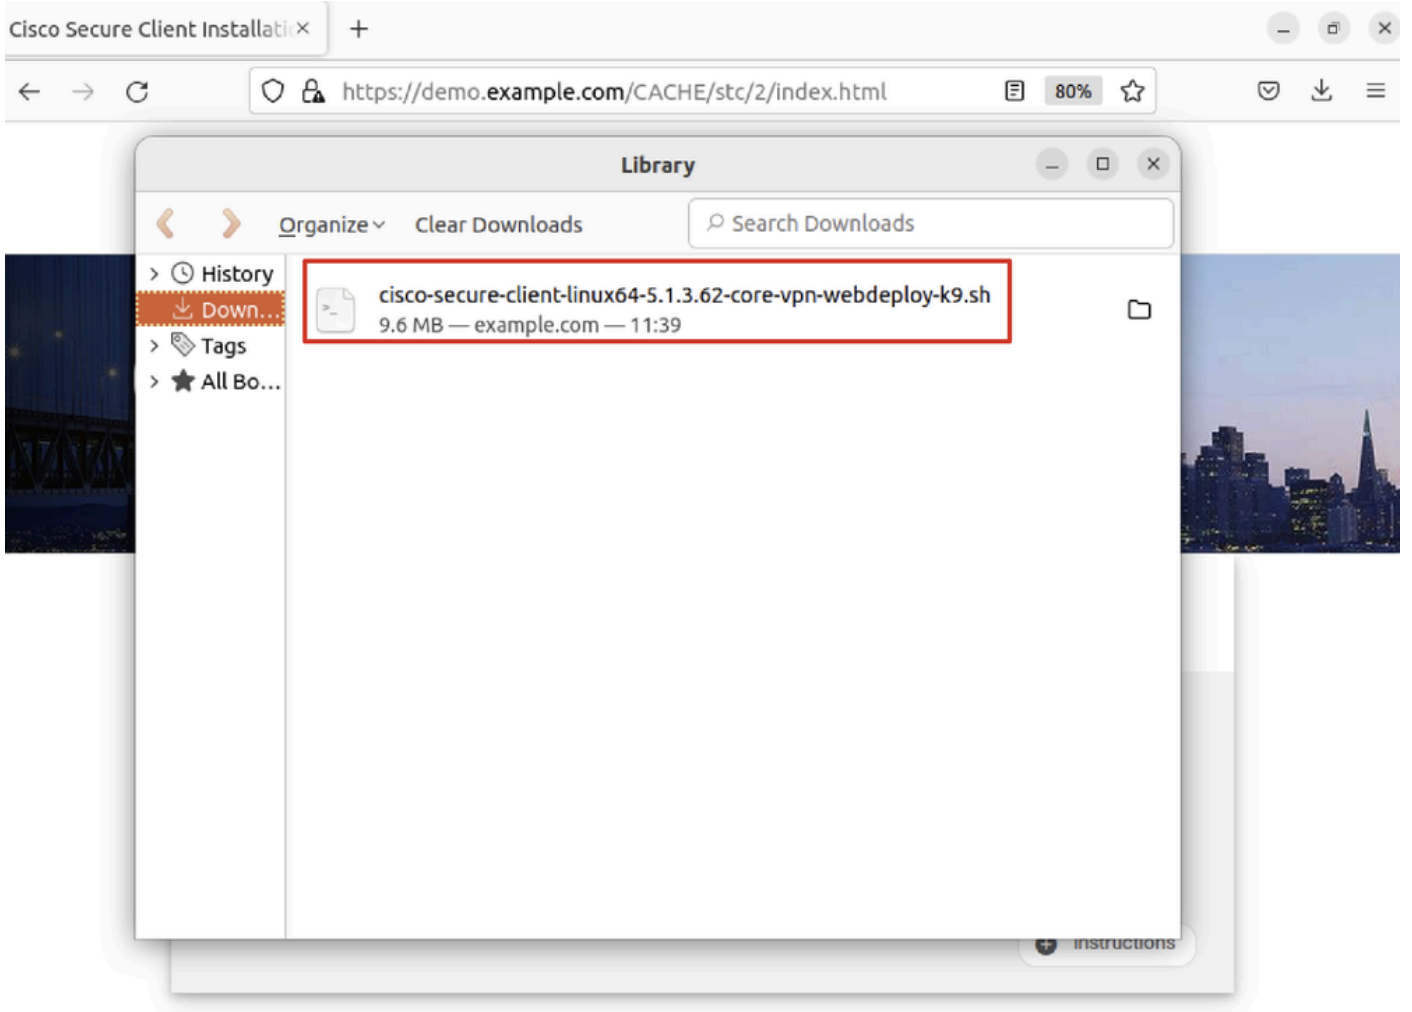 Cisco Secure Client Installati
https://demo.example.com/CACHE/stc/2/index.html
80%
Library
Organize
Clear Downloads
Search Downloads
History
Down...
Tags
All Bo...
cisco-secure-client-linux64-5.1.3.62-core-vpn-webdeploy-k9.sh
9.6 MB — example.com — 11:39
Instructions